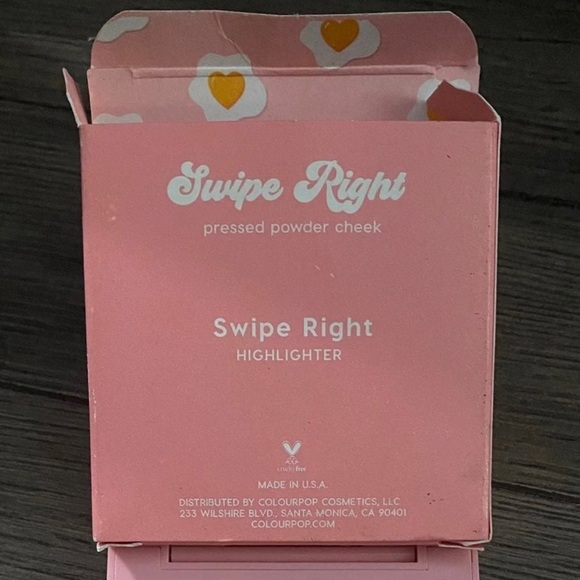 Swipe Right
pressed powder cheek
Swipe Right
HIGHLIGHTER
cruelty free
MADE IN U.S.A.
DISTRIBUTED BY COLOURPOP COSMETICS, LLC
233 WILSHIRE BLVD., SANTA MONICA, CA 90401
COLOURPOP.COM